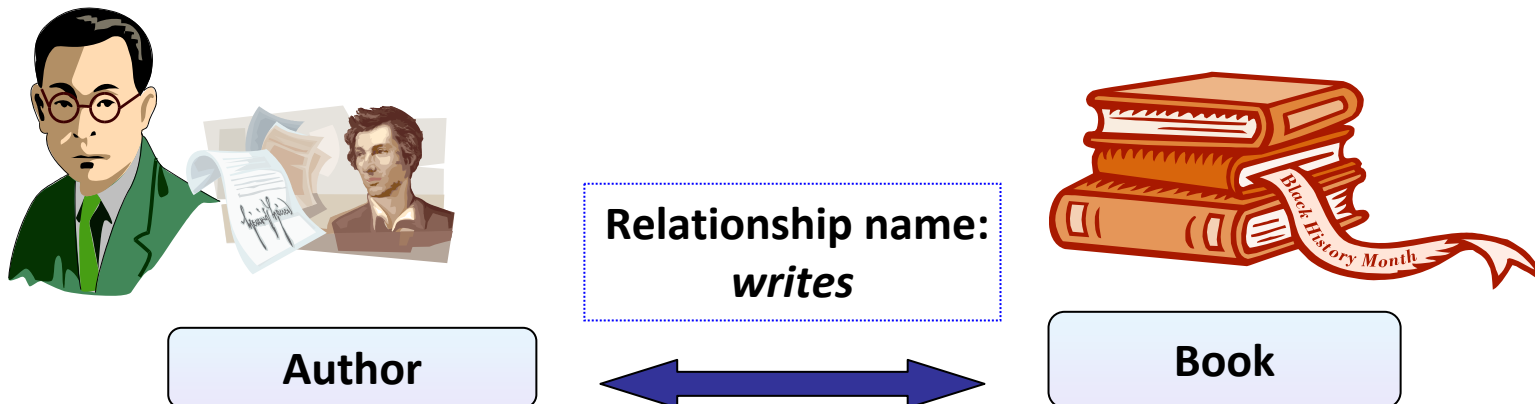 Relationship name:
writes
Black History Month
Author
Book